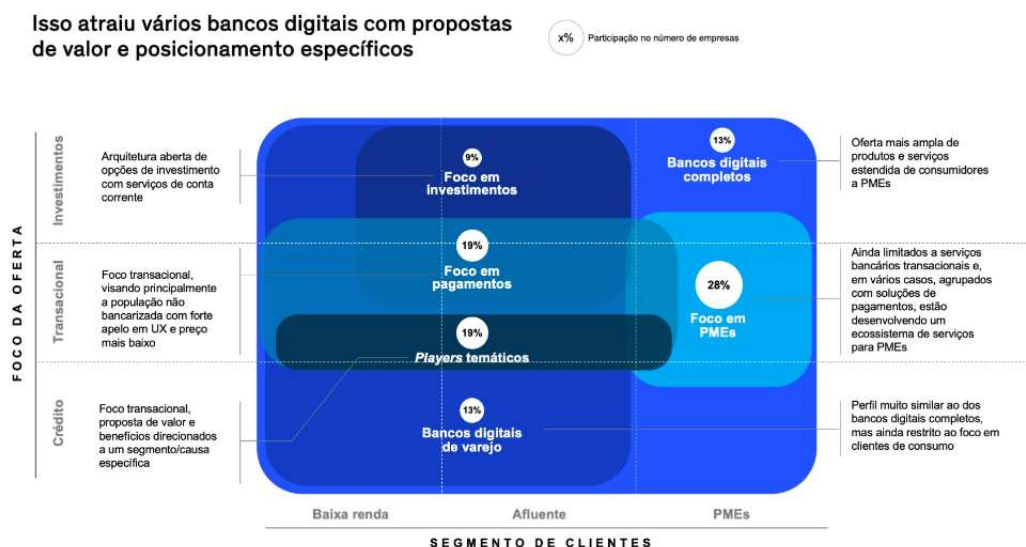 Isso atraiu vários bancos digitais com propostas
de valor e posicionamento específicos
x%
Participação no número de empresas
FOCO DA OFERTA
Investimentos
Transacional
Crédito
Arquitetura aberta de
opções de investimento
com serviços de conta
corrente
Foco transacional,
visando principalmente
a população não
bancarizada com forte
apelo em UX e preço
mais baixo
Foco transacional,
proposta de valor e
benefícios direcionados
a um segmento/causa
específica
9%
Foco em
investimentos
19%
Foco em
pagamentos
19%
Players temáticos
13%
Bancos digitais
de varejo
13%
Bancos digitais
completos
28%
Foco em
PMEs
Oferta mais ampla de
produtos e serviços
estendida de consumidores
a PMEs
Ainda limitados a serviços
bancários transacionais e,
em vários casos, agrupados
com soluções de
pagamentos, estão
desenvolvendo um
ecossistema de serviços
para PMEs
Perfil muito similar ao dos
bancos digitais completos,
mas ainda restrito ao foco em
clientes de consumo
Baixa renda
Afluente
PMEs
SEGMENTO DE CLIENTES